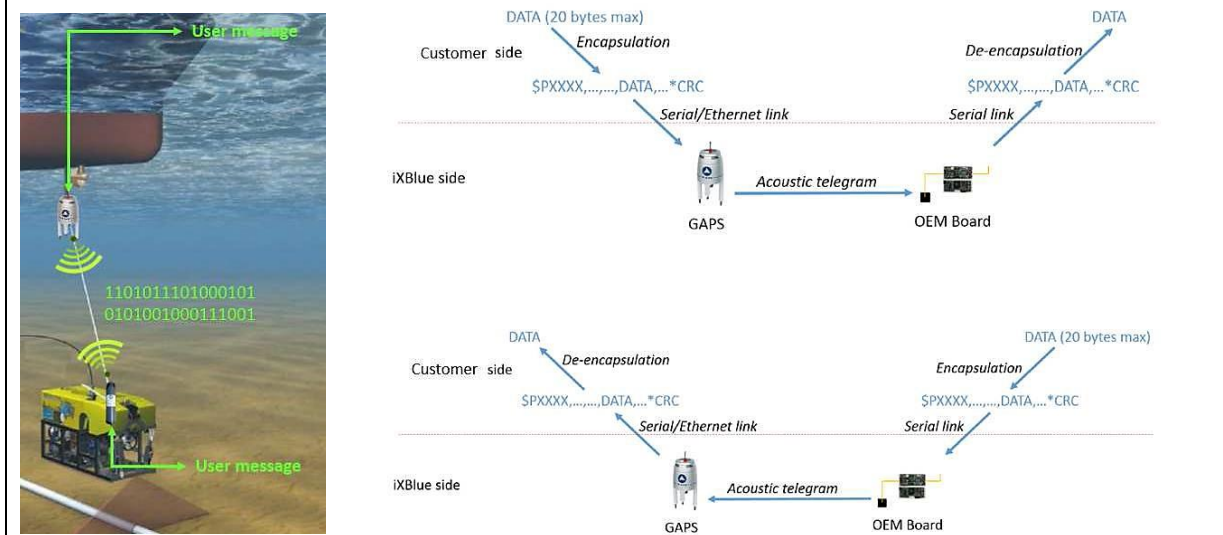 User message
1101011101000101
0101001000111001
User message
DATA (20 bytes max)
DATA
Encapsulation
De-encapsulation
Customer side
$PXXXX,...,...,DATA,...*CRC
$PXXXX,...,...,DATA,...*CRC
Serial/Ethernet link
Serial link
iXBlue side
Acoustic telegram
GAPS
OEM Board
DATA
DATA (20 bytes max)
De-encapsulation
Encapsulation
Customer side
$PXXXX,...,...,DATA,...*CRC
$PXXXX,...,...,DATA,...*CRC
Serial/Ethernet link
Serial link
iXBlue side
Acoustic telegram
GAPS
OEM Board